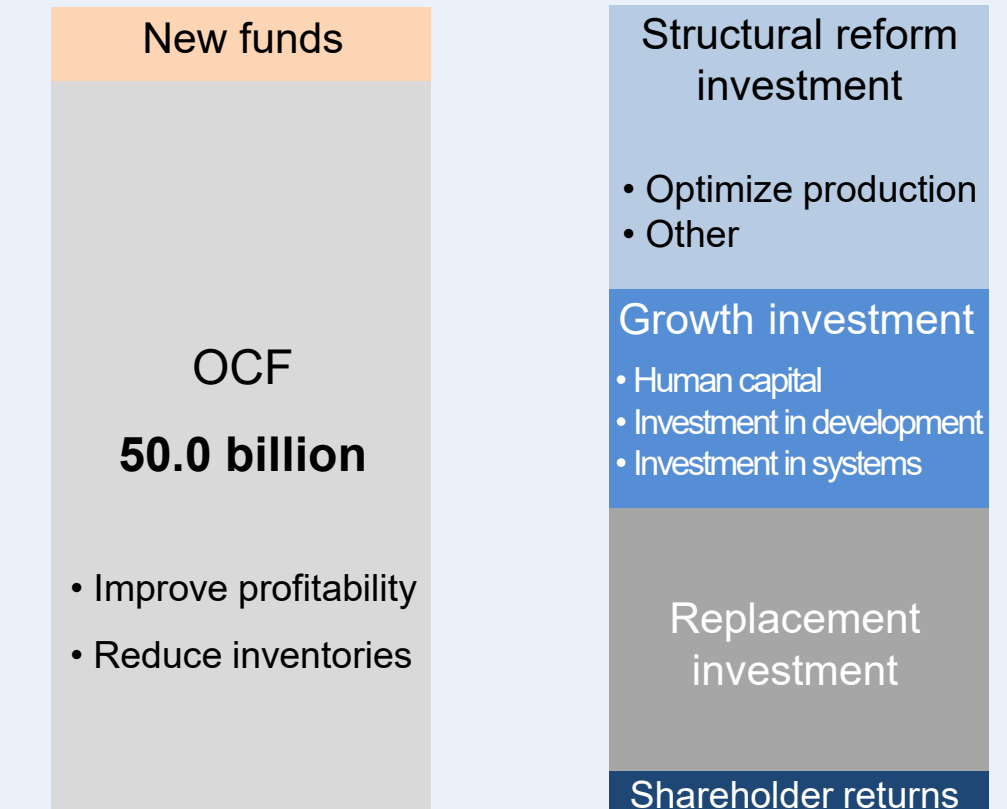 New funds
OCF
50.0 billion
• Improve profitability
• Reduce inventories
Structural reform
investment
• Optimize production
• Other
Growth investment
• Human capital
• Investment in development
• Investment in systems
Replacement
investment
Shareholder returns